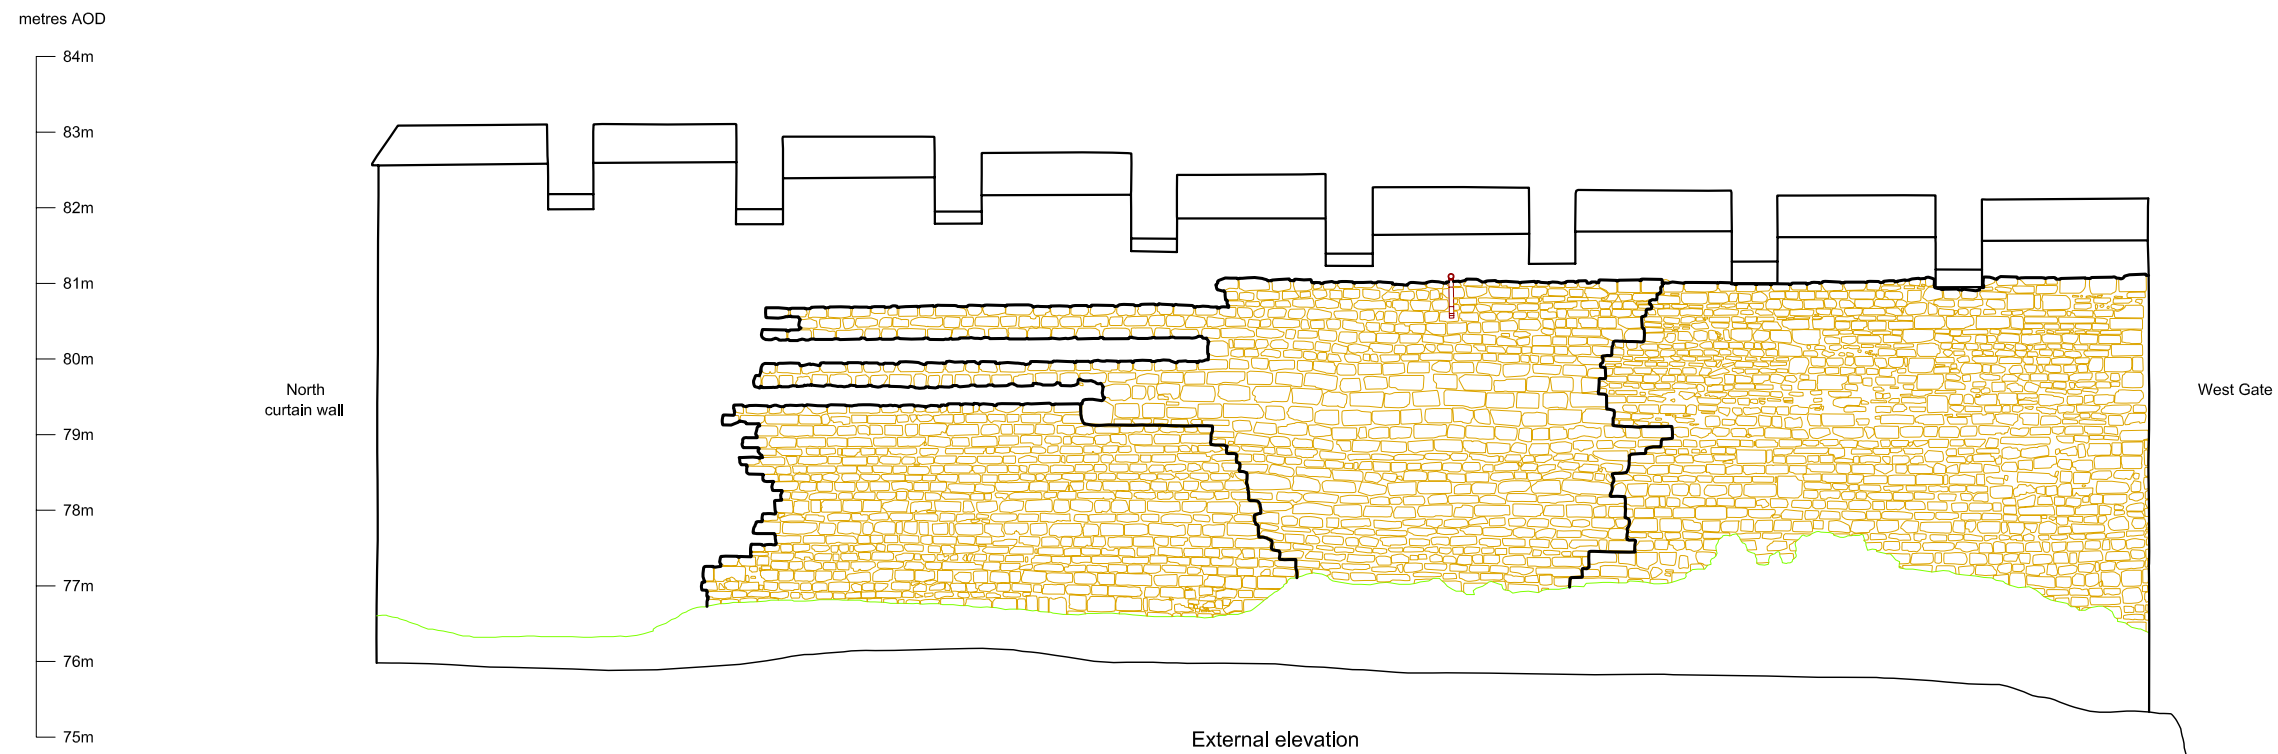 metres AOD
84m
83m
82m
81m
80m
79m
78m
77m
76m
75m
North
curtain wall
West Gate
External elevation